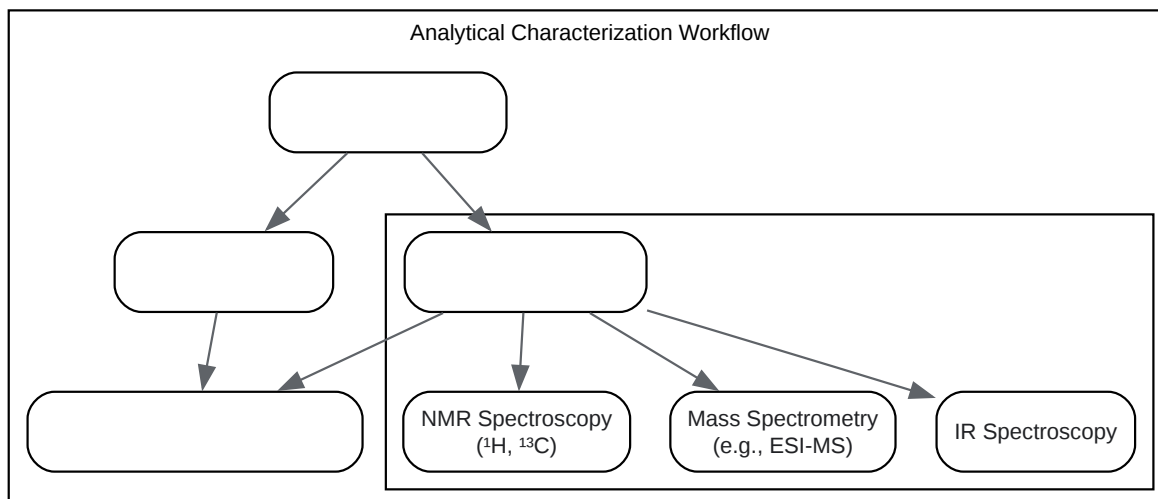 Analytical Characterization Workflow
NMR Spectroscopy
(¹H, ¹³C)
Mass Spectrometry
(e.g., ESI-MS)
IR Spectroscopy